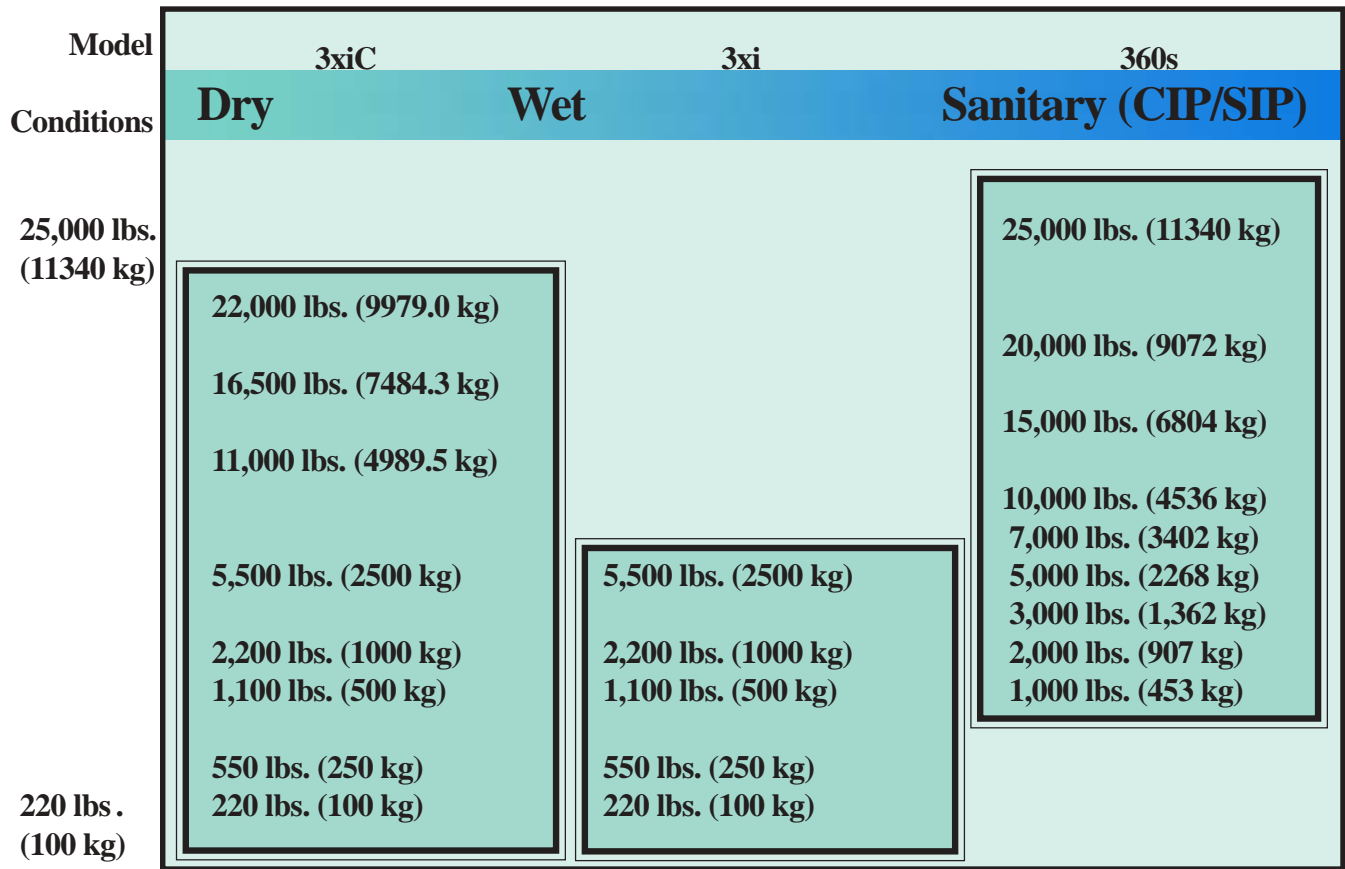 Model
3xiC 3xi 360s
Conditions
Dry Wet Sanitary (CIP/SIP)
25,000 lbs.
(11340 kg)
220 lbs.
(100 kg)
22,000 lbs. (9979.0 kg)
16,500 lbs. (7484.3 kg)
11,000 lbs. (4989.5 kg)
5,500 lbs. (2500 kg)
2,200 lbs. (1000 kg)
1,100 lbs. (500 kg)
550 lbs. (250 kg)
220 lbs. (100 kg)
5,500 lbs. (2500 kg)
2,200 lbs. (1000 kg)
1,100 lbs. (500 kg)
550 lbs. (250 kg)
220 lbs. (100 kg)
25,000 lbs. (11340 kg)
20,000 lbs. (9072 kg)
15,000 lbs. (6804 kg)
10,000 lbs. (4536 kg)
7,000 lbs. (3402 kg)
5,000 lbs. (2268 kg)
3,000 lbs. (1,362 kg)
2,000 lbs. (907 kg)
1,000 lbs. (453 kg)